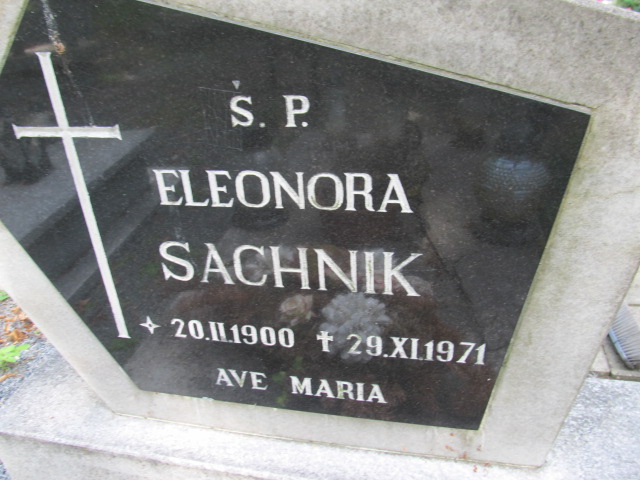 Ś. P.
ELEONORA
SACHNIK
20.II.1900 29.XI.1971
AVE MARIA